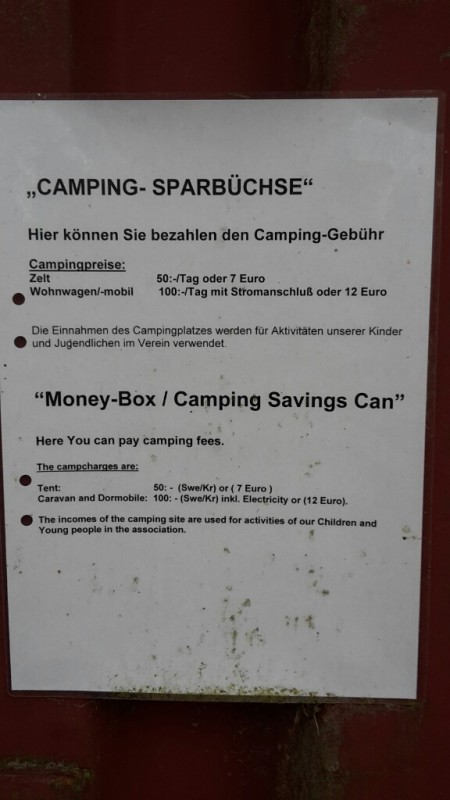 „CAMPING- SPARBÜCHSE“
Hier können Sie bezahlen den Camping-Gebühr
Campingpreise:
Zelt 50:-/Tag oder 7 Euro
Wohnwagen/-mobil 100:-/Tag mit Stromanschluß oder 12 Euro
Die Einnahmen des Campingplatzes werden für Aktivitäten unserer Kinder
und Jugendlichen im Verein verwendet.
“Money-Box / Camping Savings Can”
Here You can pay camping fees.
The campcharges are:
Tent: 50: - (Swe/Kr) or ( 7 Euro )
Caravan and Dormobile: 100: - (Swe/Kr) inkl. Electricity or (12 Euro).
The incomes of the camping site are used for activities of our Children and
Young people in the association.